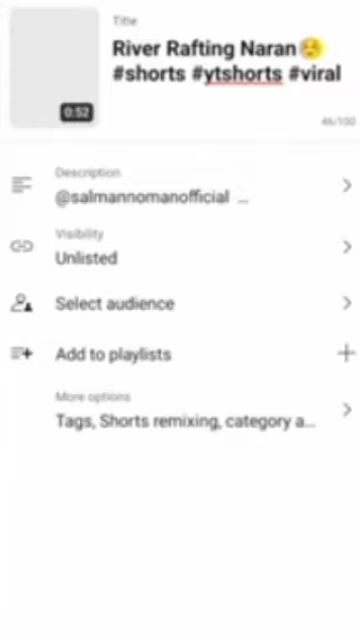 Title
River Rafting Naran😥
#shorts #ytshorts #viral
0:52
46/100
Description
@salmannomanofficial ...
Visibility
Unlisted
Select audience
Add to playlists
More options
Tags, Shorts remixing, category a...